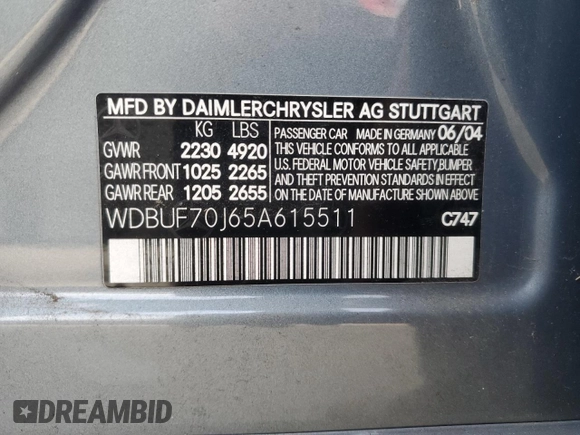 MFD BY DAIMLERCHRYSLER AG STUTTGART
KG LBS
GVWR 2230 4920
GAWR FRONT 1025 2265
GAWR REAR 1205 2655
PASSENGER CAR MADE IN GERMANY 06/04
THIS VEHICLE CONFORMS TO ALL APPLICABLE
U.S. FEDERAL MOTOR VEHICLE SAFETY, BUMPER
AND THEFT PREVENTION STANDARDS IN EFFECT
ON THE DATE OF MANUFACTURE SHOWN ABOVE
WDBUF70J65A615511 C747
DREAMBID